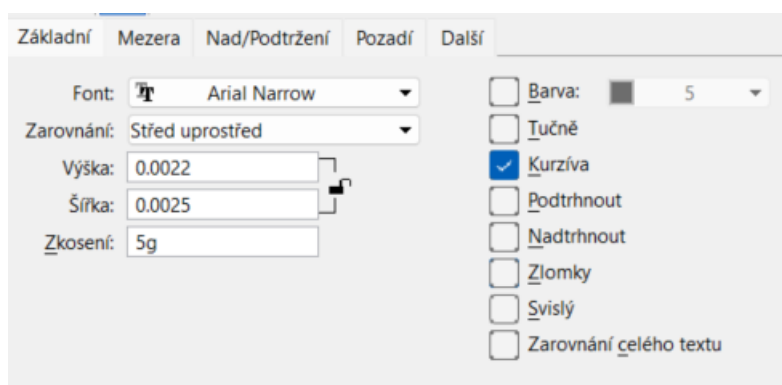 Základní Mezera Nad/Podtržení Pozadí Další
Font: Arial Narrow
Zarovnání: Střed uprostřed
Výška: 0.0022
Šířka: 0.0025
Zkosení: 5g
Barva: 5
Tučně
Kurzíva
Podtrhnout
Nadtrhnout
Zlomky
Svislý
Zarovnání celého textu